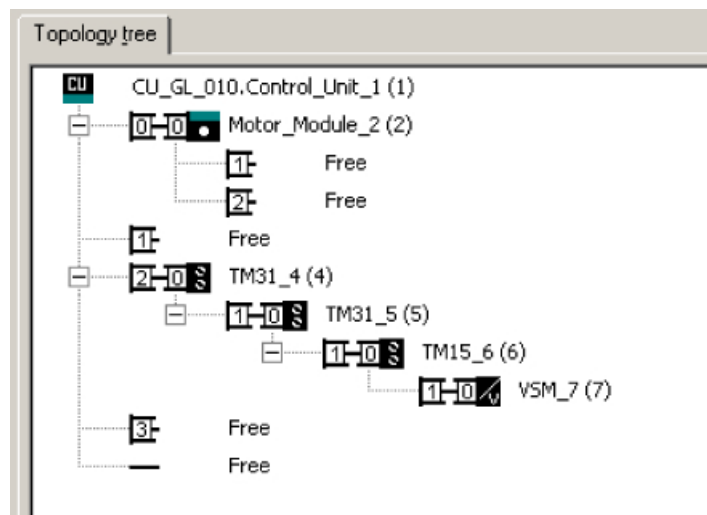 Topology tree
CU CU_GL_010.Control_Unit_1 (1)
0 0 Motor_Module_2 (2)
1 Free
2 Free
1 Free
2 0 TM31_4 (4)
1 0 TM31_5 (5)
1 0 TM15_6 (6)
1 0 V VSM_7 (7)
3 Free
Free